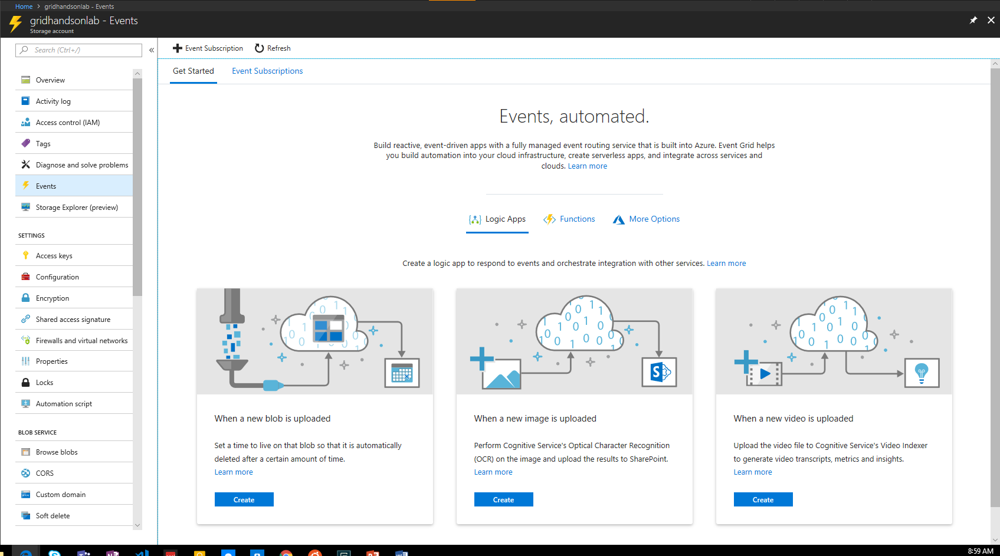 Home > gridhandsonlab - Events
gridhandsonlab - Events
Storage account
Search (Ctrl+/)
Overview
Activity log
Access control (IAM)
Tags
Diagnose and solve problems
Events
Storage Explorer (preview)
SETTINGS
Access keys
Configuration
Encryption
Shared access signature
Firewalls and virtual networks
Properties
Locks
Automation script
BLOB SERVICE
Browse blobs
CORS
Custom domain
Soft delete
Event Subscription Refresh
Get Started Event Subscriptions
Events, automated.
Build reactive, event-driven apps with a fully managed event routing service that is built into Azure. Event Grid helps
you build automation into your cloud infrastructure, create serverless apps, and integrate across services and
clouds. Learn more
Logic Apps Functions More Options
Create a logic app to respond to events and orchestrate integration with other services. Learn more
When a new blob is uploaded
Set a time to live on that blob so that it is automatically
deleted after a certain amount of time.
Learn more
Create
When a new image is uploaded
Perform Cognitive Service's Optical Character Recognition
(OCR) on the image and upload the results to SharePoint.
Learn more
Create
When a new video is uploaded
Upload the video file to Cognitive Service's Video Indexer
to generate video transcripts, metrics and insights.
Learn more
Create
8:59 AM